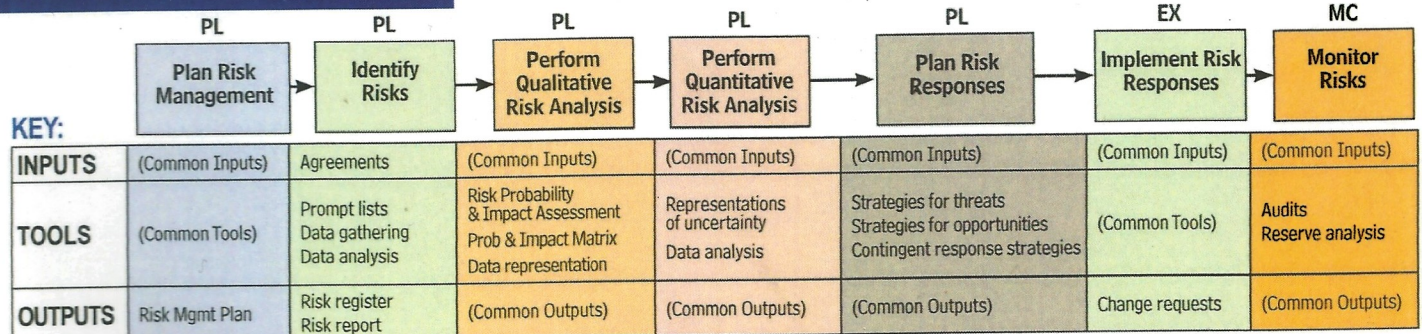 PL
PL
PL
PL
PL
EX
MC
Plan Risk
Management
Identify
Risks
Perform
Qualitative
Risk Analysis
Perform
Quantitative
Risk Analysis
Plan Risk
Responses
Implement Risk
Responses
Monitor
Risks
KEY:
INPUTS
(Common Inputs)
Agreements
(Common Inputs)
(Common Inputs)
(Common Inputs)
(Common Inputs)
(Common Inputs)
TOOLS
(Common Tools)
Prompt lists
Data gathering
Data analysis
Risk Probability
& Impact Assessment
Prob & Impact Matrix
Data representation
Representations
of uncertainty
Data analysis
Strategies for threats
Strategies for opportunities
Contingent response strategies
(Common Tools)
Audits
Reserve analysis
OUTPUTS
Risk Mgmt Plan
Risk register
Risk report
(Common Outputs)
(Common Outputs)
(Common Outputs)
Change requests
(Common Outputs)